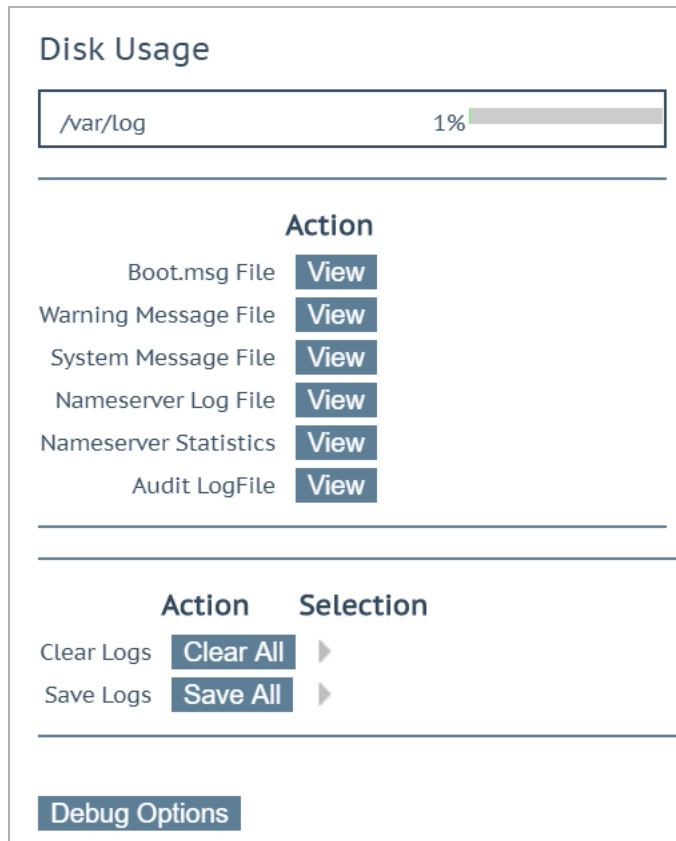 Disk Usage
/var/log 1%
Action
Boot.msg File View
Warning Message File View
System Message File View
Nameserver Log File View
Nameserver Statistics View
Audit LogFile View
Action Selection
Clear Logs Clear All
Save Logs Save All
Debug Options